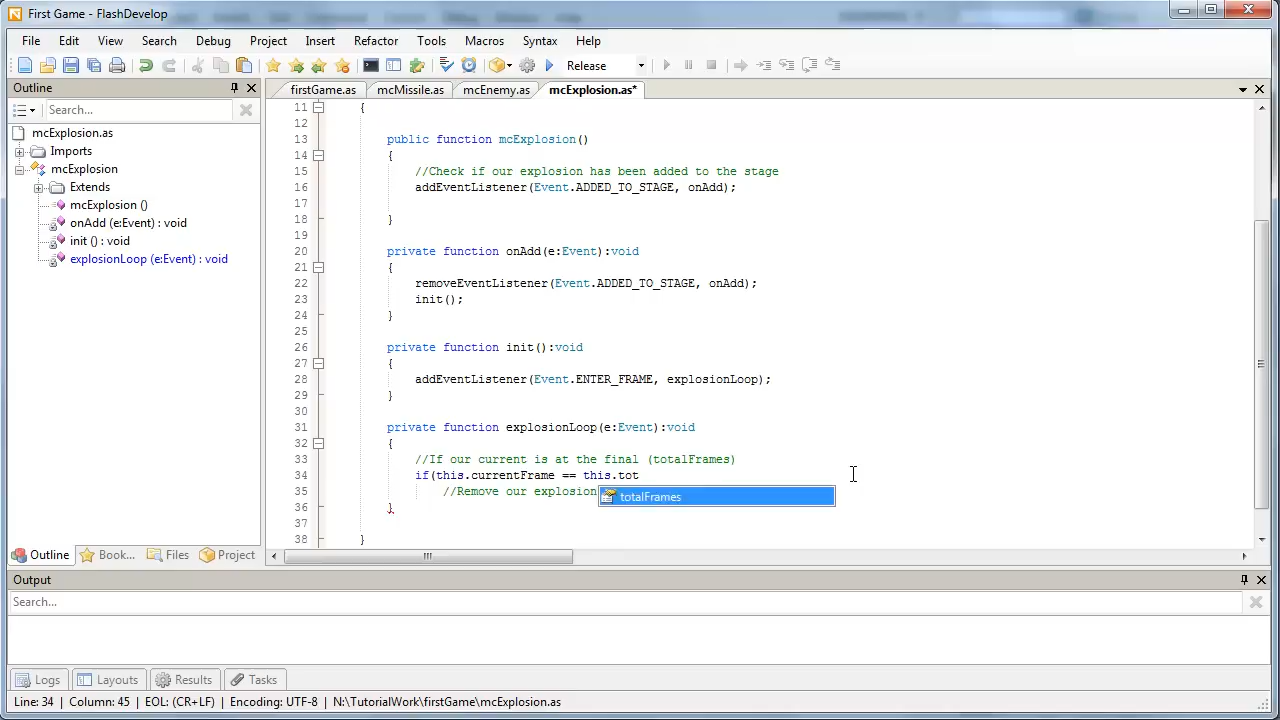 First Game - FlashDevelop
File Edit View Search Debug Project Insert Refactor Tools Macros Syntax Help
Release
Outline
firstGame.as mcMissile.as mcEnemy.as mcExplosion.as*
Search...
mcExplosion.as
Imports
mcExplosion
Extends
mcExplosion ()
onAdd (e:Event) : void
init () : void
explosionLoop (e:Event) : void
11 {
12
13 public function mcExplosion()
14 {
15 //Check if our explosion has been added to the stage
16 addEventListener(Event.ADDED_TO_STAGE, onAdd);
17
18 }
19
20 private function onAdd(e:Event):void
21 {
22 removeEventListener(Event.ADDED_TO_STAGE, onAdd);
23 init();
24 }
25
26 private function init():void
27 {
28 addEventListener(Event.ENTER_FRAME, explosionLoop);
29 }
30
31 private function explosionLoop(e:Event):void
32 {
33 //If our current is at the final (totalFrames)
34 if(this.currentFrame == this.tot
35 //Remove our explosion
totalFrames
36 }
37
38 }
Outline Book... Files Project
Output
Search...
Logs Layouts Results Tasks
Line: 34 | Column: 45 | EOL: (CR+LF) | Encoding: UTF-8 | N:\TutorialWork\firstGame\mcExplosion.as